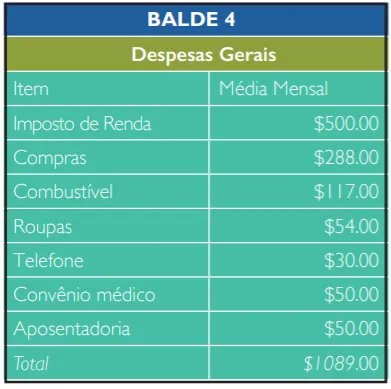 BALDE 4
Despesas Gerais
Item Média Mensal
Imposto de Renda $500.00
Compras $288.00
Combustível $117.00
Roupas $54.00
Telefone $30.00
Convênio médico $50.00
Aposentadoria $50.00
Total $1089.00